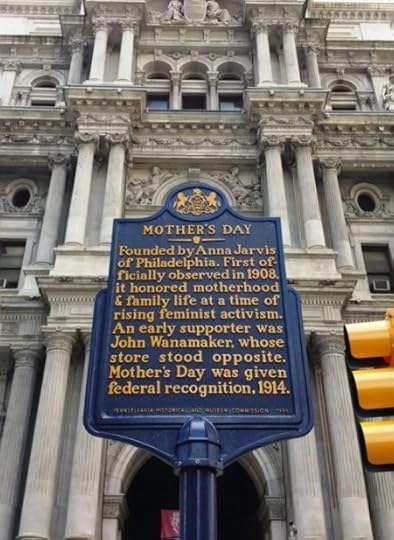 MOTHER'S DAY
Founded by Anna Jarvis
of Philadelphia. First of-
ficially observed in 1908,
it honored motherhood
& family life at a time of
rising feminist activism.
An early supporter was
John Wanamaker, whose
store stood opposite.
Mother's Day was given
federal recognition, 1914.
PENNSYLVANIA HISTORICAL AND MUSEUM COMMISSION 1998